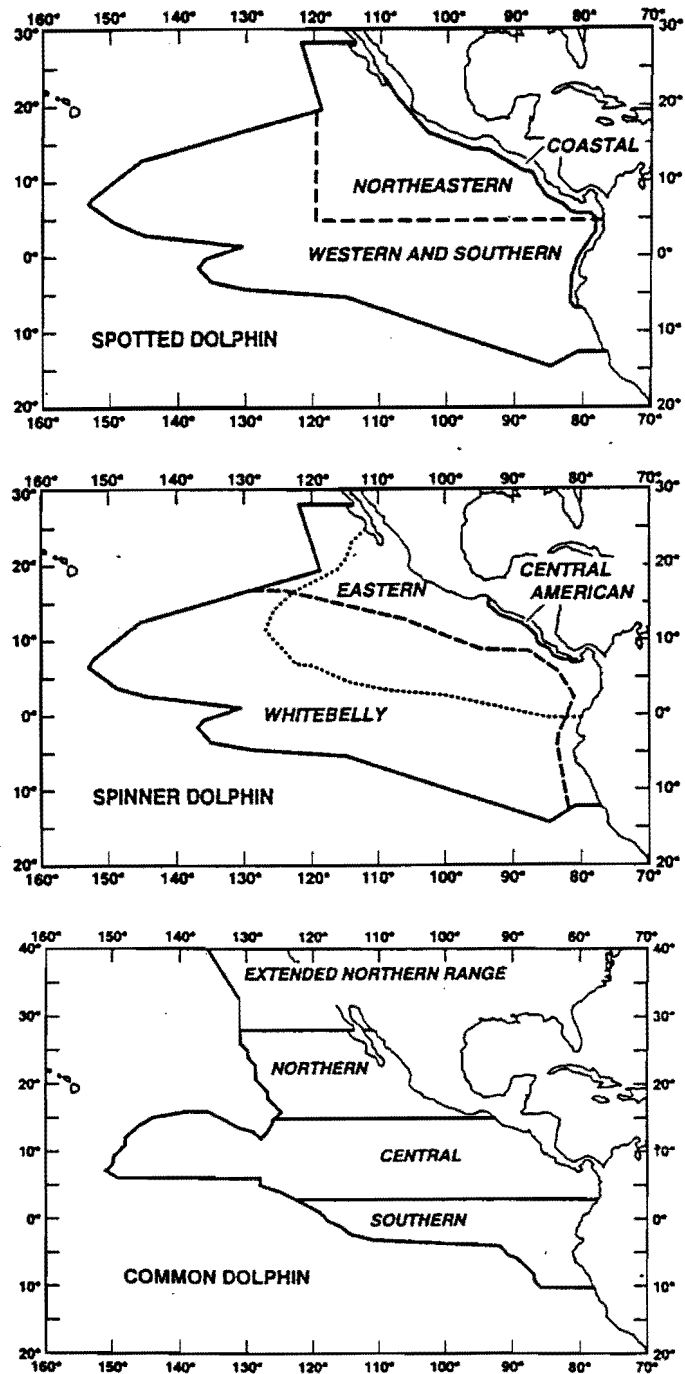 160° 150° 140° 130° 120° 110° 100° 90° 80° 70°
30° 30°
20° 20°
COASTAL
10° NORTHEASTERN 10°
0° WESTERN AND SOUTHERN 0°
10° SPOTTED DOLPHIN 10°
20° 20°
160° 150° 140° 130° 120° 110° 100° 90° 80° 70°
160° 150° 140° 130° 120° 110° 100° 90° 80° 70°
30° 30°
20° CENTRAL 20°
EASTERN AMERICAN
10° 10°
0° WHITEBELLY 0°
10° SPINNER DOLPHIN 10°
20° 20°
160° 150° 140° 130° 120° 110° 100° 90° 80° 70°
160° 150° 140° 130° 120° 110° 100° 90° 80° 70°
40° 40°
EXTENDED NORTHERN RANGE
30° 30°
NORTHERN
20° 20°
10° CENTRAL 10°
0° SOUTHERN 0°
COMMON DOLPHIN
10° 10°
20° 20°
160° 150° 140° 130° 120° 110° 100° 90° 80° 70°